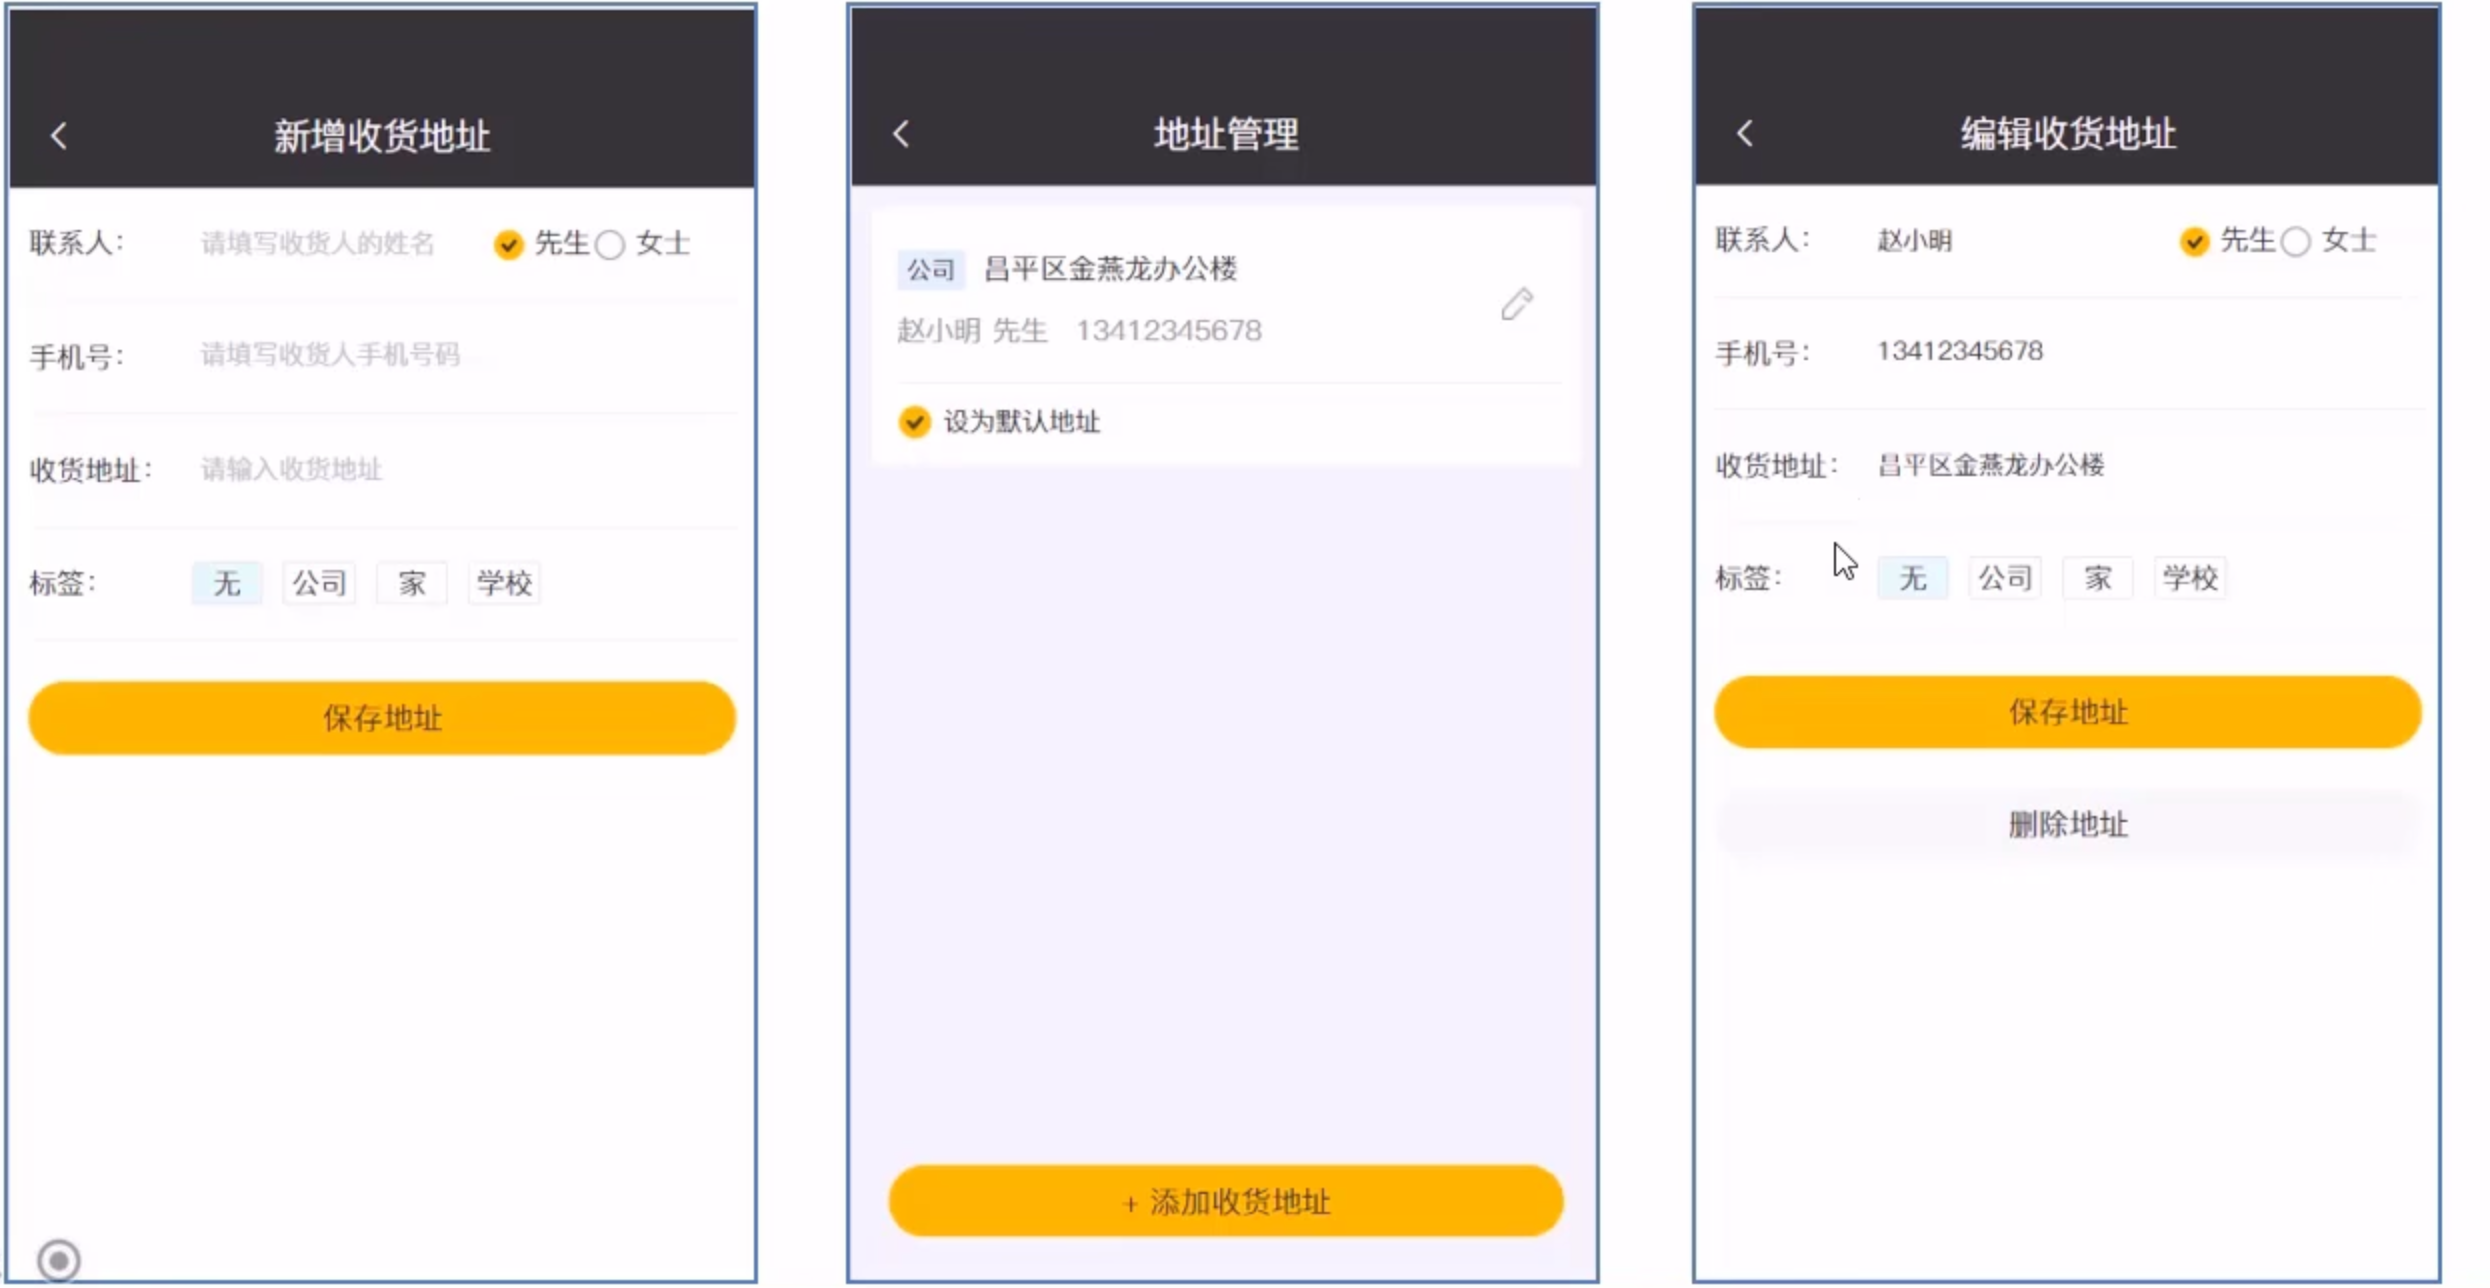 新增收货地址
联系人： 请填写收货人的姓名 先生 女士
手机号： 请填写收货人手机号码
收货地址： 请输入收货地址
标签： 无 公司 家 学校
保存地址
地址管理
公司 昌平区金燕龙办公楼
赵小明 先生 13412345678
设为默认地址
+ 添加收货地址
编辑收货地址
联系人： 赵小明 先生 女士
手机号： 13412345678
收货地址： 昌平区金燕龙办公楼
标签： 无 公司 家 学校
保存地址
删除地址